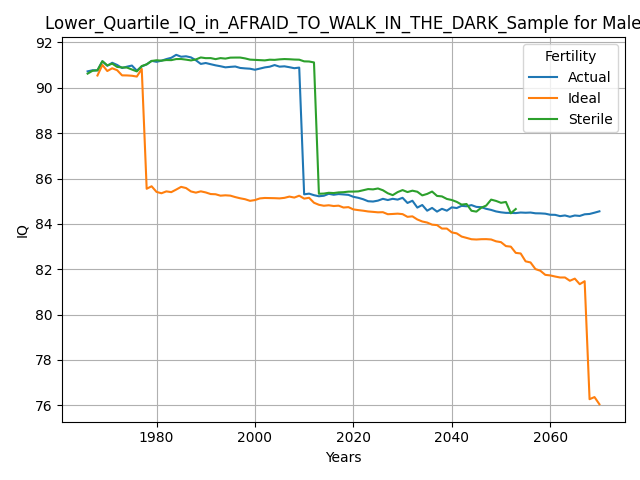 Lower_Quartile_IQ_in_AFRAID_TO_WALK_IN_THE_DARK_Sample for Male
92
90
88
86
84
82
80
78
76
IQ
Fertility
Actual
Ideal
Sterile
1980
2000
2020
2040
2060
Years